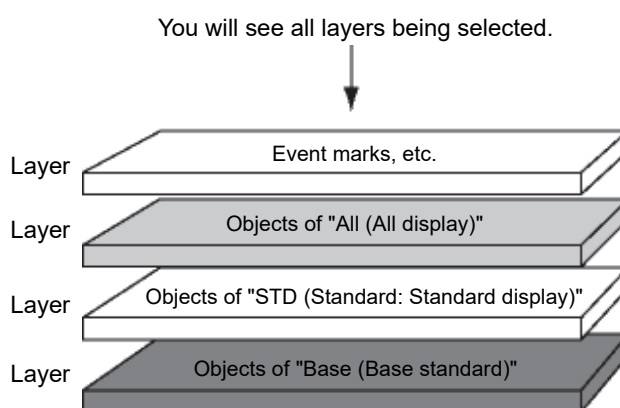 You will see all layers being selected.
Layer
Event marks, etc.
Layer
Objects of "All (All display)"
Layer
Objects of "STD (Standard: Standard display)"
Layer
Objects of "Base (Base standard)"